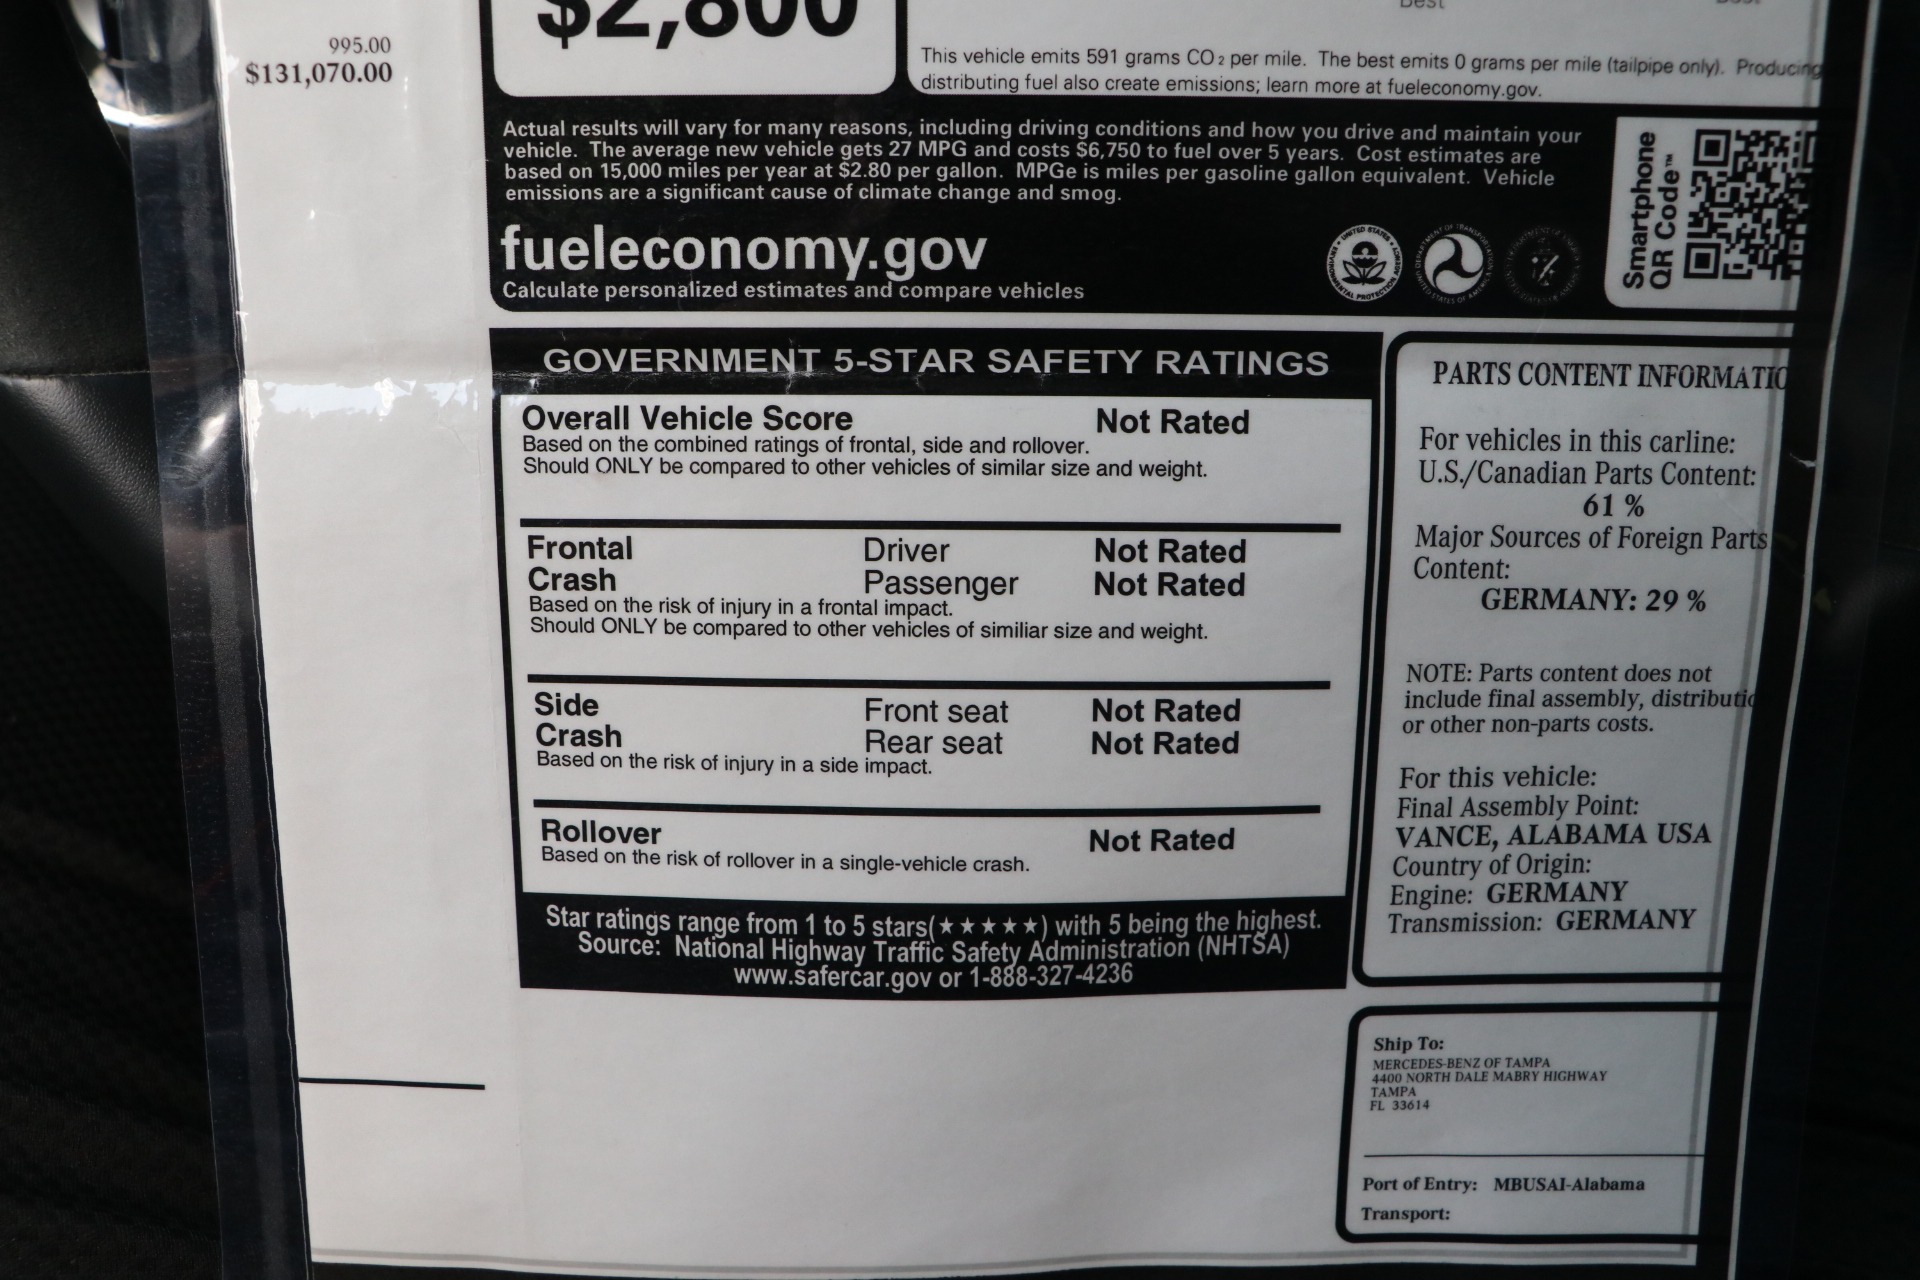 $2,800
995.00
$131,070.00
Best
This vehicle emits 591 grams CO2 per mile. The best emits 0 grams per mile (tailpipe only). Producing
distributing fuel also create emissions; learn more at fueleconomy.gov.
Actual results will vary for many reasons, including driving conditions and how you drive and maintain your
vehicle. The average new vehicle gets 27 MPG and costs $6,750 to fuel over 5 years. Cost estimates are
based on 15,000 miles per year at $2.80 per gallon. MPGe is miles per gasoline gallon equivalent. Vehicle
emissions are a significant cause of climate change and smog.
fueleconomy.gov
Calculate personalized estimates and compare vehicles
Smartphone
QR Code™
GOVERNMENT 5-STAR SAFETY RATINGS
Overall Vehicle Score Not Rated
Based on the combined ratings of frontal, side and rollover.
Should ONLY be compared to other vehicles of similar size and weight.
Frontal Driver Not Rated
Crash Passenger Not Rated
Based on the risk of injury in a frontal impact.
Should ONLY be compared to other vehicles of similiar size and weight.
Side Front seat Not Rated
Crash Rear seat Not Rated
Based on the risk of injury in a side impact.
Rollover Not Rated
Based on the risk of rollover in a single-vehicle crash.
Star ratings range from 1 to 5 stars(★★★★★) with 5 being the highest.
Source: National Highway Traffic Safety Administration (NHTSA)
www.safercar.gov or 1-888-327-4236
PARTS CONTENT INFORMATIO
For vehicles in this carline:
U.S./Canadian Parts Content:
61 %
Major Sources of Foreign Parts
Content:
GERMANY: 29 %
NOTE: Parts content does not
include final assembly, distributio
or other non-parts costs.
For this vehicle:
Final Assembly Point:
VANCE, ALABAMA USA
Country of Origin:
Engine: GERMANY
Transmission: GERMANY
Ship To:
MERCEDES-BENZ OF TAMPA
4400 NORTH DALE MABRY HIGHWAY
TAMPA
FL 33614
Port of Entry: MBUSAI-Alabama
Transport: